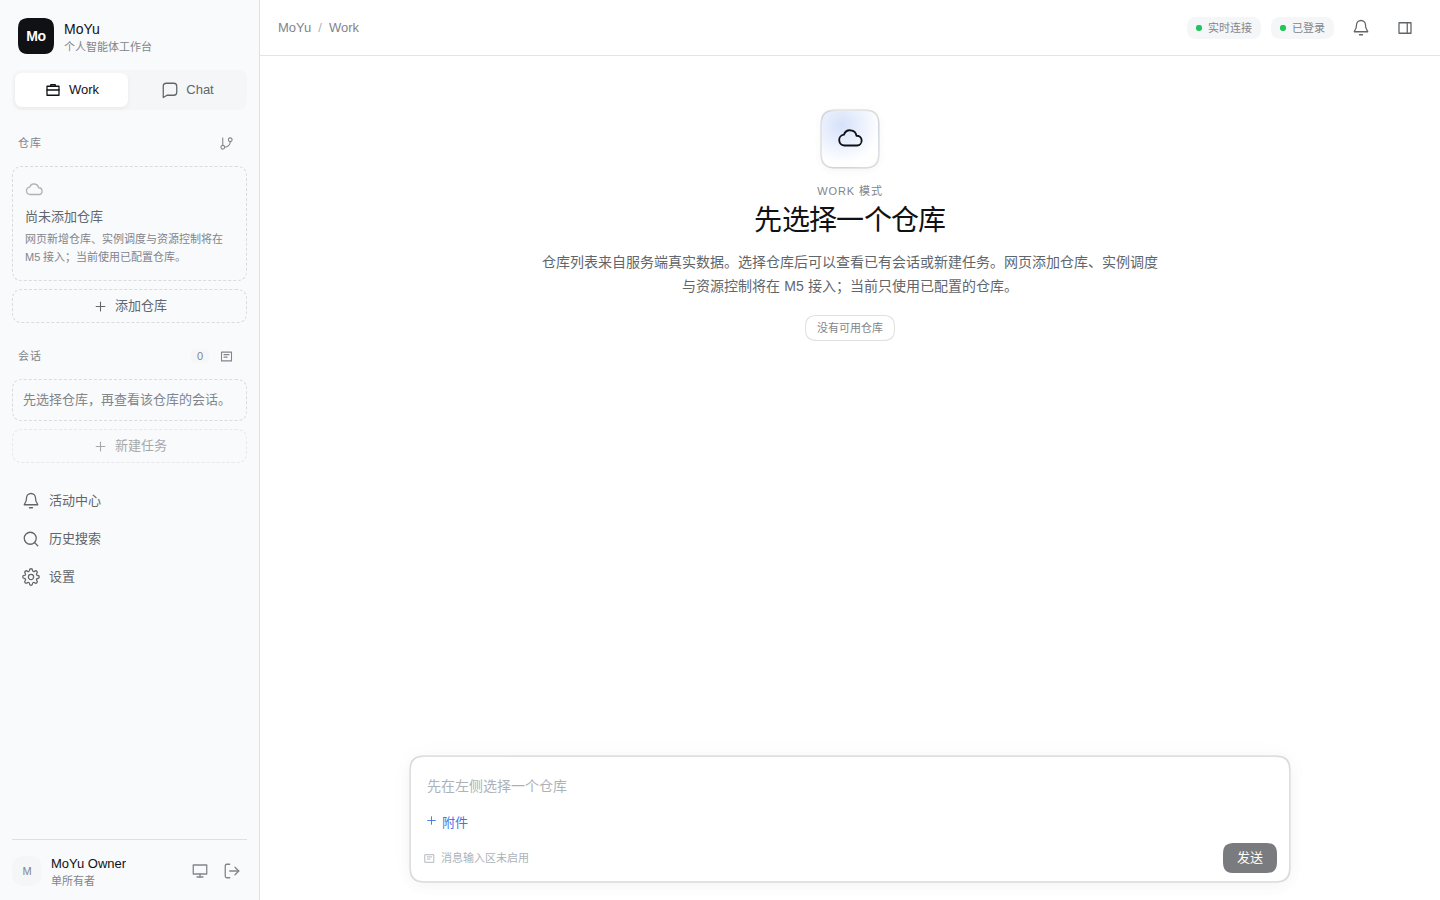 Mo
MoYu
个人智能体工作台
Work
Chat
仓库
尚未添加仓库
网页新增仓库、实例调度与资源控制将在
M5 接入；当前使用已配置仓库。
添加仓库
会话
0
先选择仓库，再查看该仓库的会话。
新建任务
活动中心
历史搜索
设置
M
MoYu Owner
单所有者
MoYu / Work
实时连接
已登录
WORK 模式
先选择一个仓库
仓库列表来自服务端真实数据。选择仓库后可以查看已有会话或新建任务。网页添加仓库、实例调度
与资源控制将在 M5 接入；当前只使用已配置的仓库。
没有可用仓库
先在左侧选择一个仓库
附件
消息输入区未启用
发送